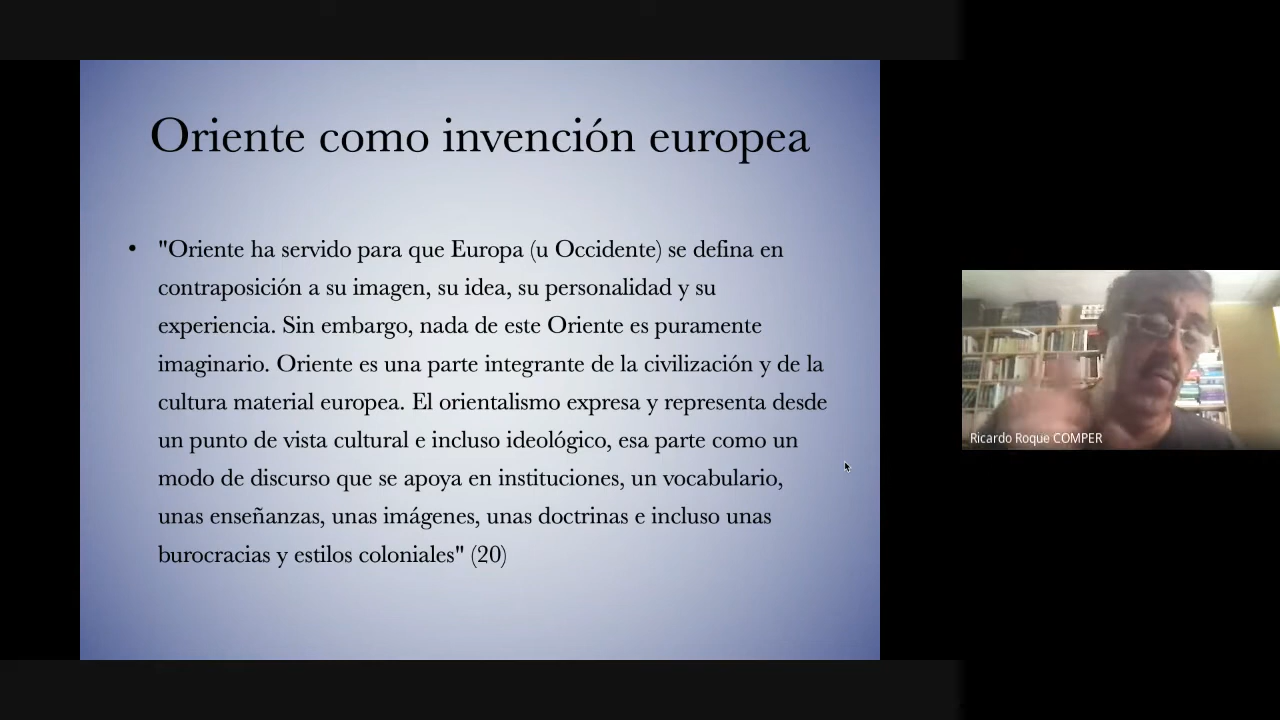 Oriente como invención europea
• "Oriente ha servido para que Europa (u Occidente) se defina en
contraposición a su imagen, su idea, su personalidad y su
experiencia. Sin embargo, nada de este Oriente es puramente
imaginario. Oriente es una parte integrante de la civilización y de la
cultura material europea. El orientalismo expresa y representa desde
un punto de vista cultural e incluso ideológico, esa parte como un
modo de discurso que se apoya en instituciones, un vocabulario,
unas enseñanzas, unas imágenes, unas doctrinas e incluso unas
burocracias y estilos coloniales" (20)
Ricardo Roque COMPER